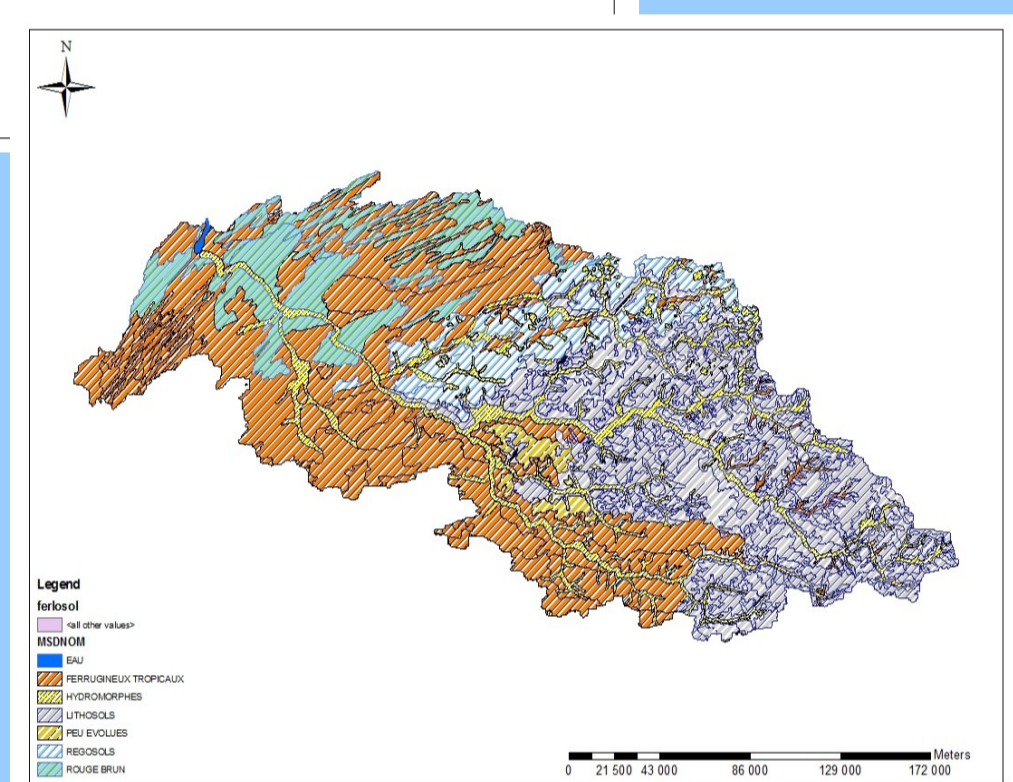 N
Legend
ferlosol
<all other values>
MSDNOM
EAU
FERRUGINEUX TROPICAUX
HYDROMORPHES
LITHOSOLS
PEU EVOLUES
REGOSOLS
ROUGE BRUN
Meters
0 21 500 43 000 86 000 129 000 172 000